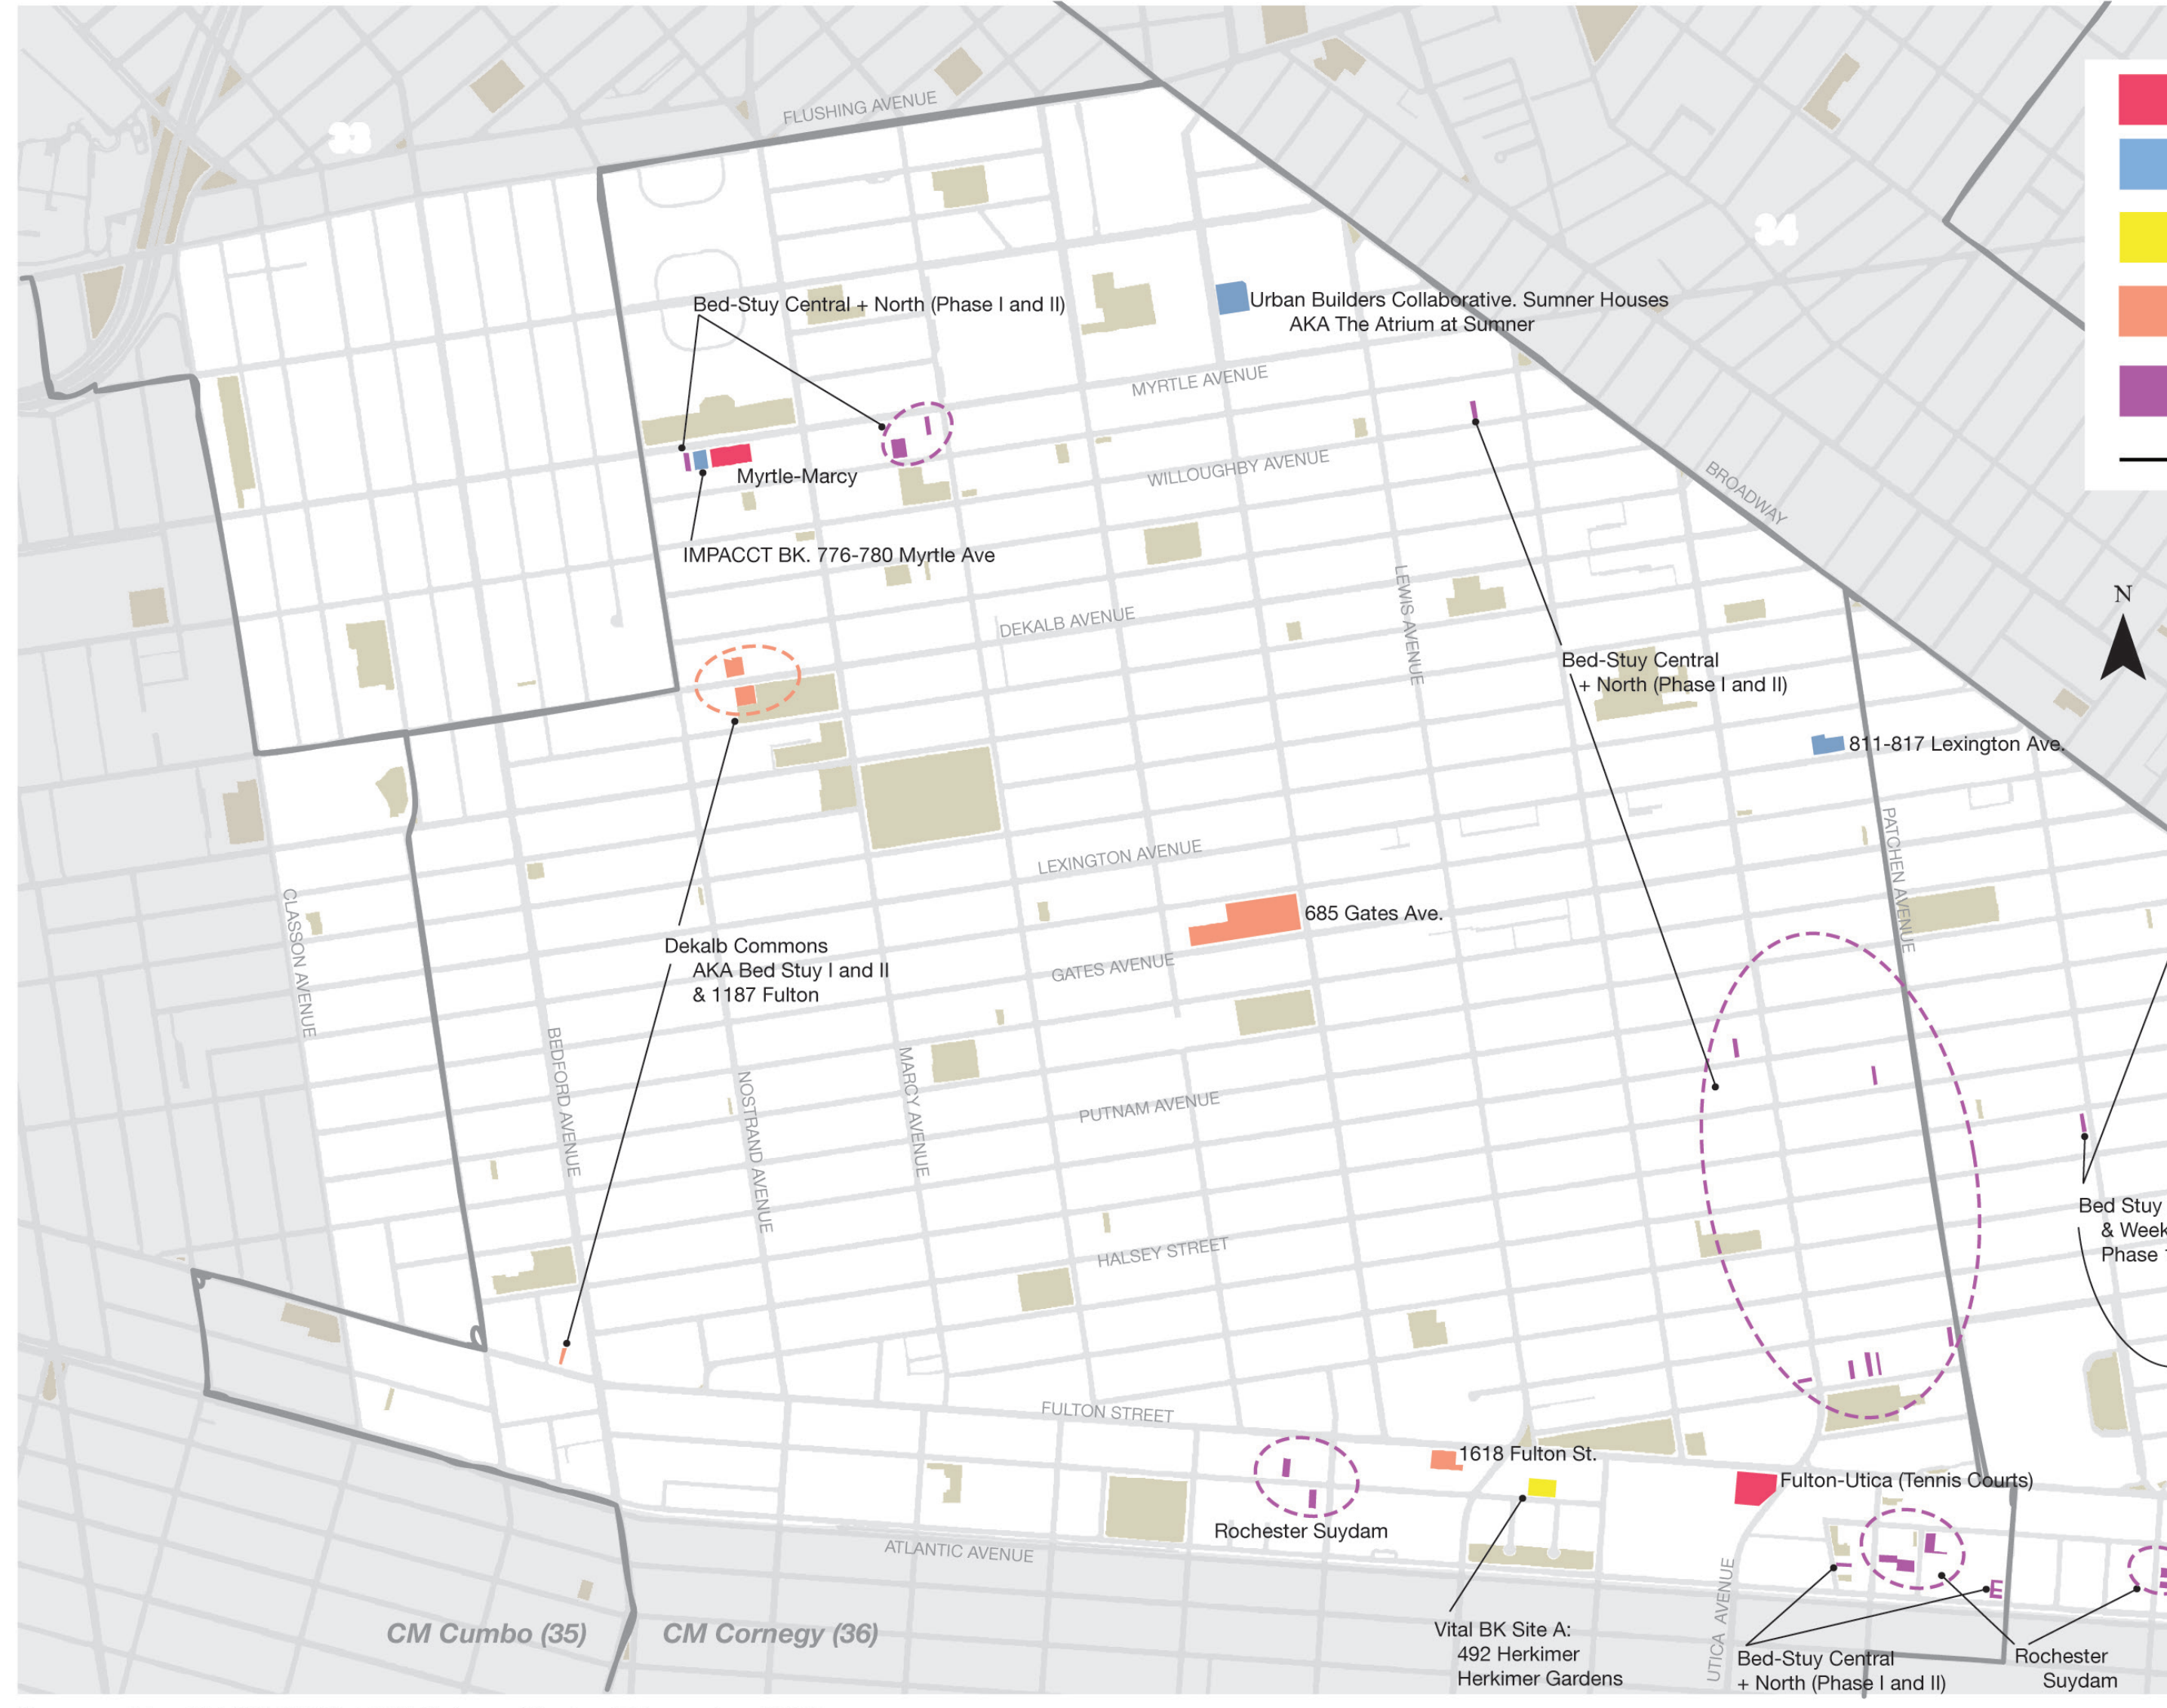 FLUSHING AVENUE
33
34
Bed-Stuy Central + North (Phase I and II)
Urban Builders Collaborative. Sumner Houses
AKA The Atrium at Sumner
MYRTLE AVENUE
WILLOUGHBY AVENUE
BROADWAY
Myrtle-Marcy
IMPACCT BK. 776-780 Myrtle Ave
N
DEKALB AVENUE
LEWIS AVENUE
Bed-Stuy Central
+ North (Phase I and II)
811-817 Lexington Ave.
PATCHEN AVENUE
LEXINGTON AVENUE
CLASSON AVENUE
685 Gates Ave.
Dekalb Commons
AKA Bed Stuy I and II
& 1187 Fulton
GATES AVENUE
BEDFORD AVENUE
NOSTRAND AVENUE
MARCY AVENUE
PUTNAM AVENUE
Bed Stuy
& Week
Phase
HALSEY STREET
FULTON STREET
1618 Fulton St.
Fulton-Utica (Tennis Courts)
Rochester Suydam
ATLANTIC AVENUE
UTICA AVENUE
CM Cumbo (35)
CM Cornegy (36)
Vital BK Site A:
492 Herkimer
Herkimer Gardens
Bed-Stuy Central
+ North (Phase I and II)
Rochester
Suydam